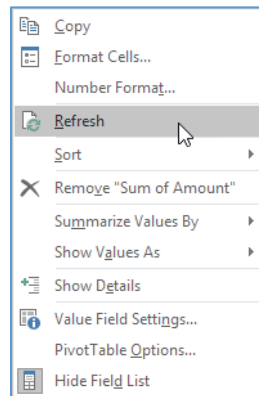 Copy
Format Cells...
Number Format...
Refresh
Sort
Remove "Sum of Amount"
Summarize Values By
Show Values As
Show Details
Value Field Settings...
PivotTable Options...
Hide Field List